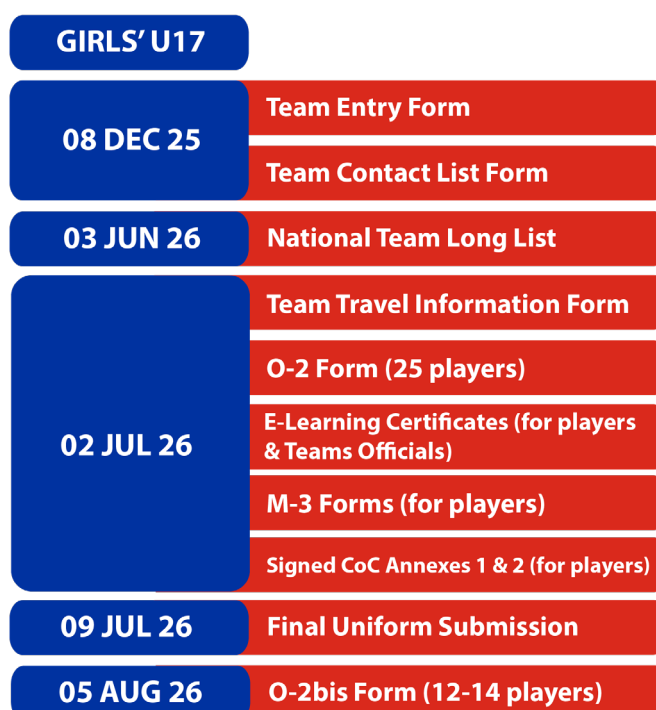 GIRLS' U17
08 DEC 25
Team Entry Form
Team Contact List Form
03 JUN 26
National Team Long List
02 JUL 26
Team Travel Information Form
O-2 Form (25 players)
E-Learning Certificates (for players
& Teams Officials)
M-3 Forms (for players)
Signed CoC Annexes 1 & 2 (for players)
09 JUL 26
Final Uniform Submission
05 AUG 26
O-2bis Form (12-14 players)